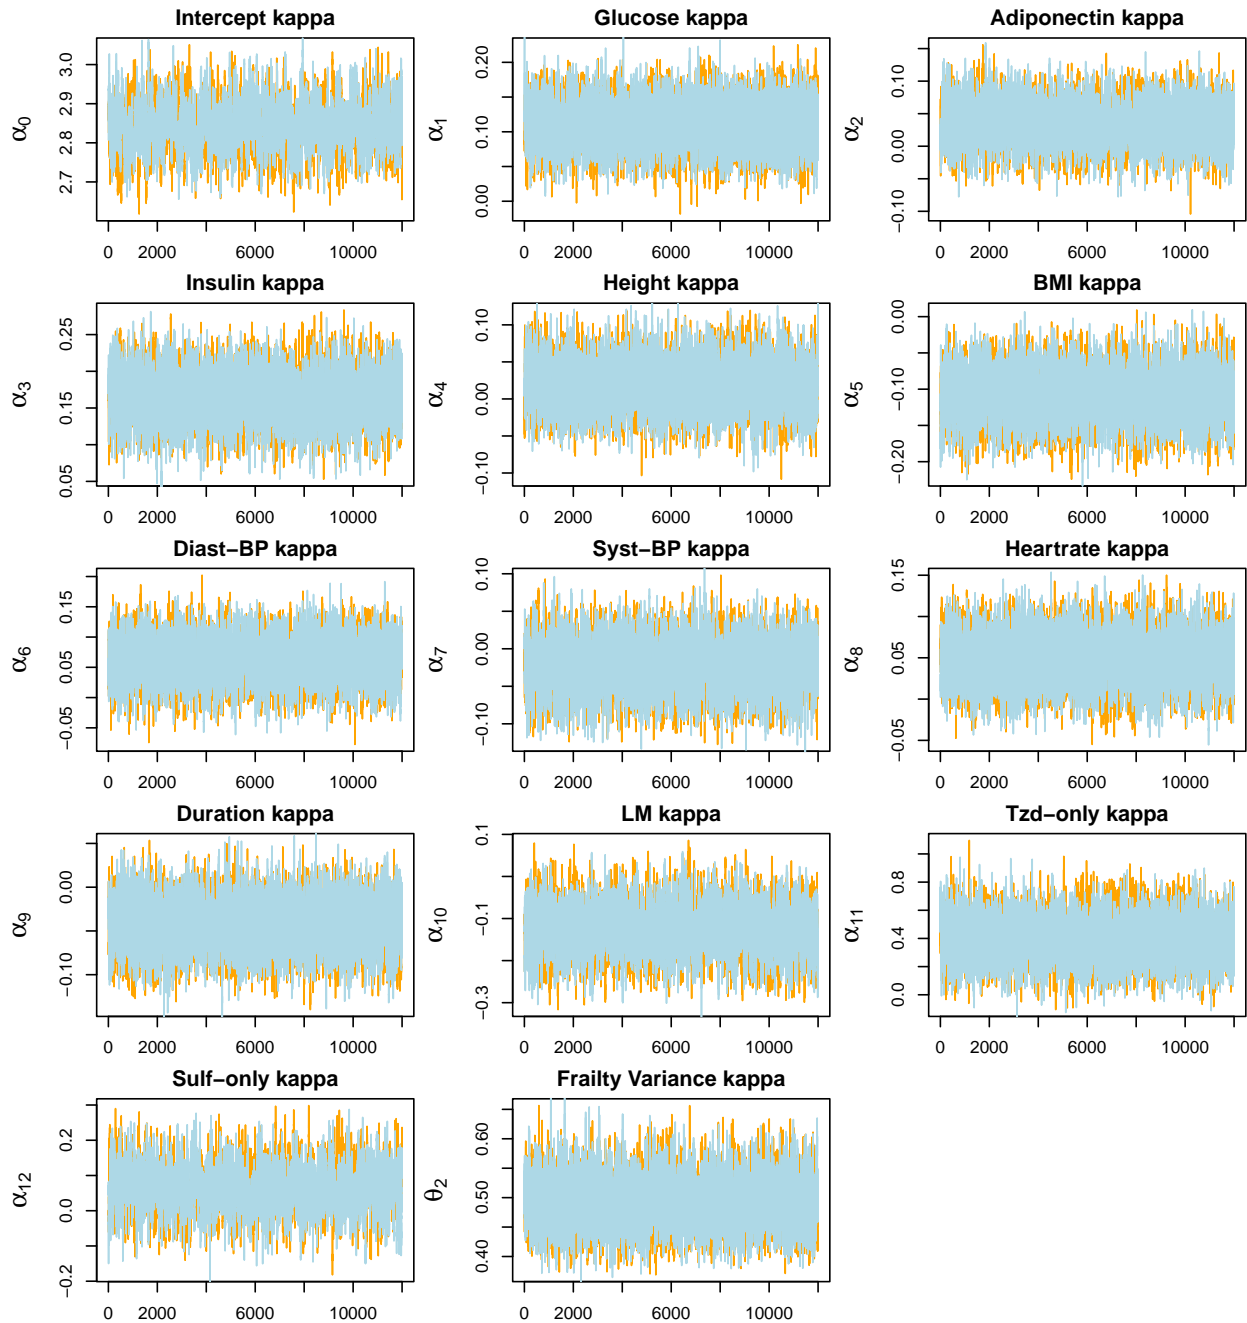 Intercept kappa
Glucose kappa
Adiponectin kappa
α0
2.7 2.8 2.9 3.0
0 2000 6000 10000
α1
0.00 0.10 0.20
0 2000 6000 10000
α2
−0.10 0.00 0.10
0 2000 6000 10000
Insulin kappa
Height kappa
BMI kappa
α3
0.05 0.15 0.25
0 2000 6000 10000
α4
−0.10 0.00 0.10
0 2000 6000 10000
α5
−0.20 −0.10 0.00
0 2000 6000 10000
Diast−BP kappa
Syst−BP kappa
Heartrate kappa
α6
−0.05 0.05 0.15
0 2000 6000 10000
α7
−0.10 0.00 0.10
0 2000 6000 10000
α8
−0.05 0.05 0.15
0 2000 6000 10000
Duration kappa
LM kappa
Tzd−only kappa
α9
−0.10 0.00
0 2000 6000 10000
α10
−0.3 −0.1 0.1
0 2000 6000 10000
α11
0.0 0.4 0.8
0 2000 6000 10000
Sulf−only kappa
Frailty Variance kappa
α12
−0.2 0.0 0.2
0 2000 6000 10000
θ2
0.40 0.50 0.60
0 2000 6000 10000